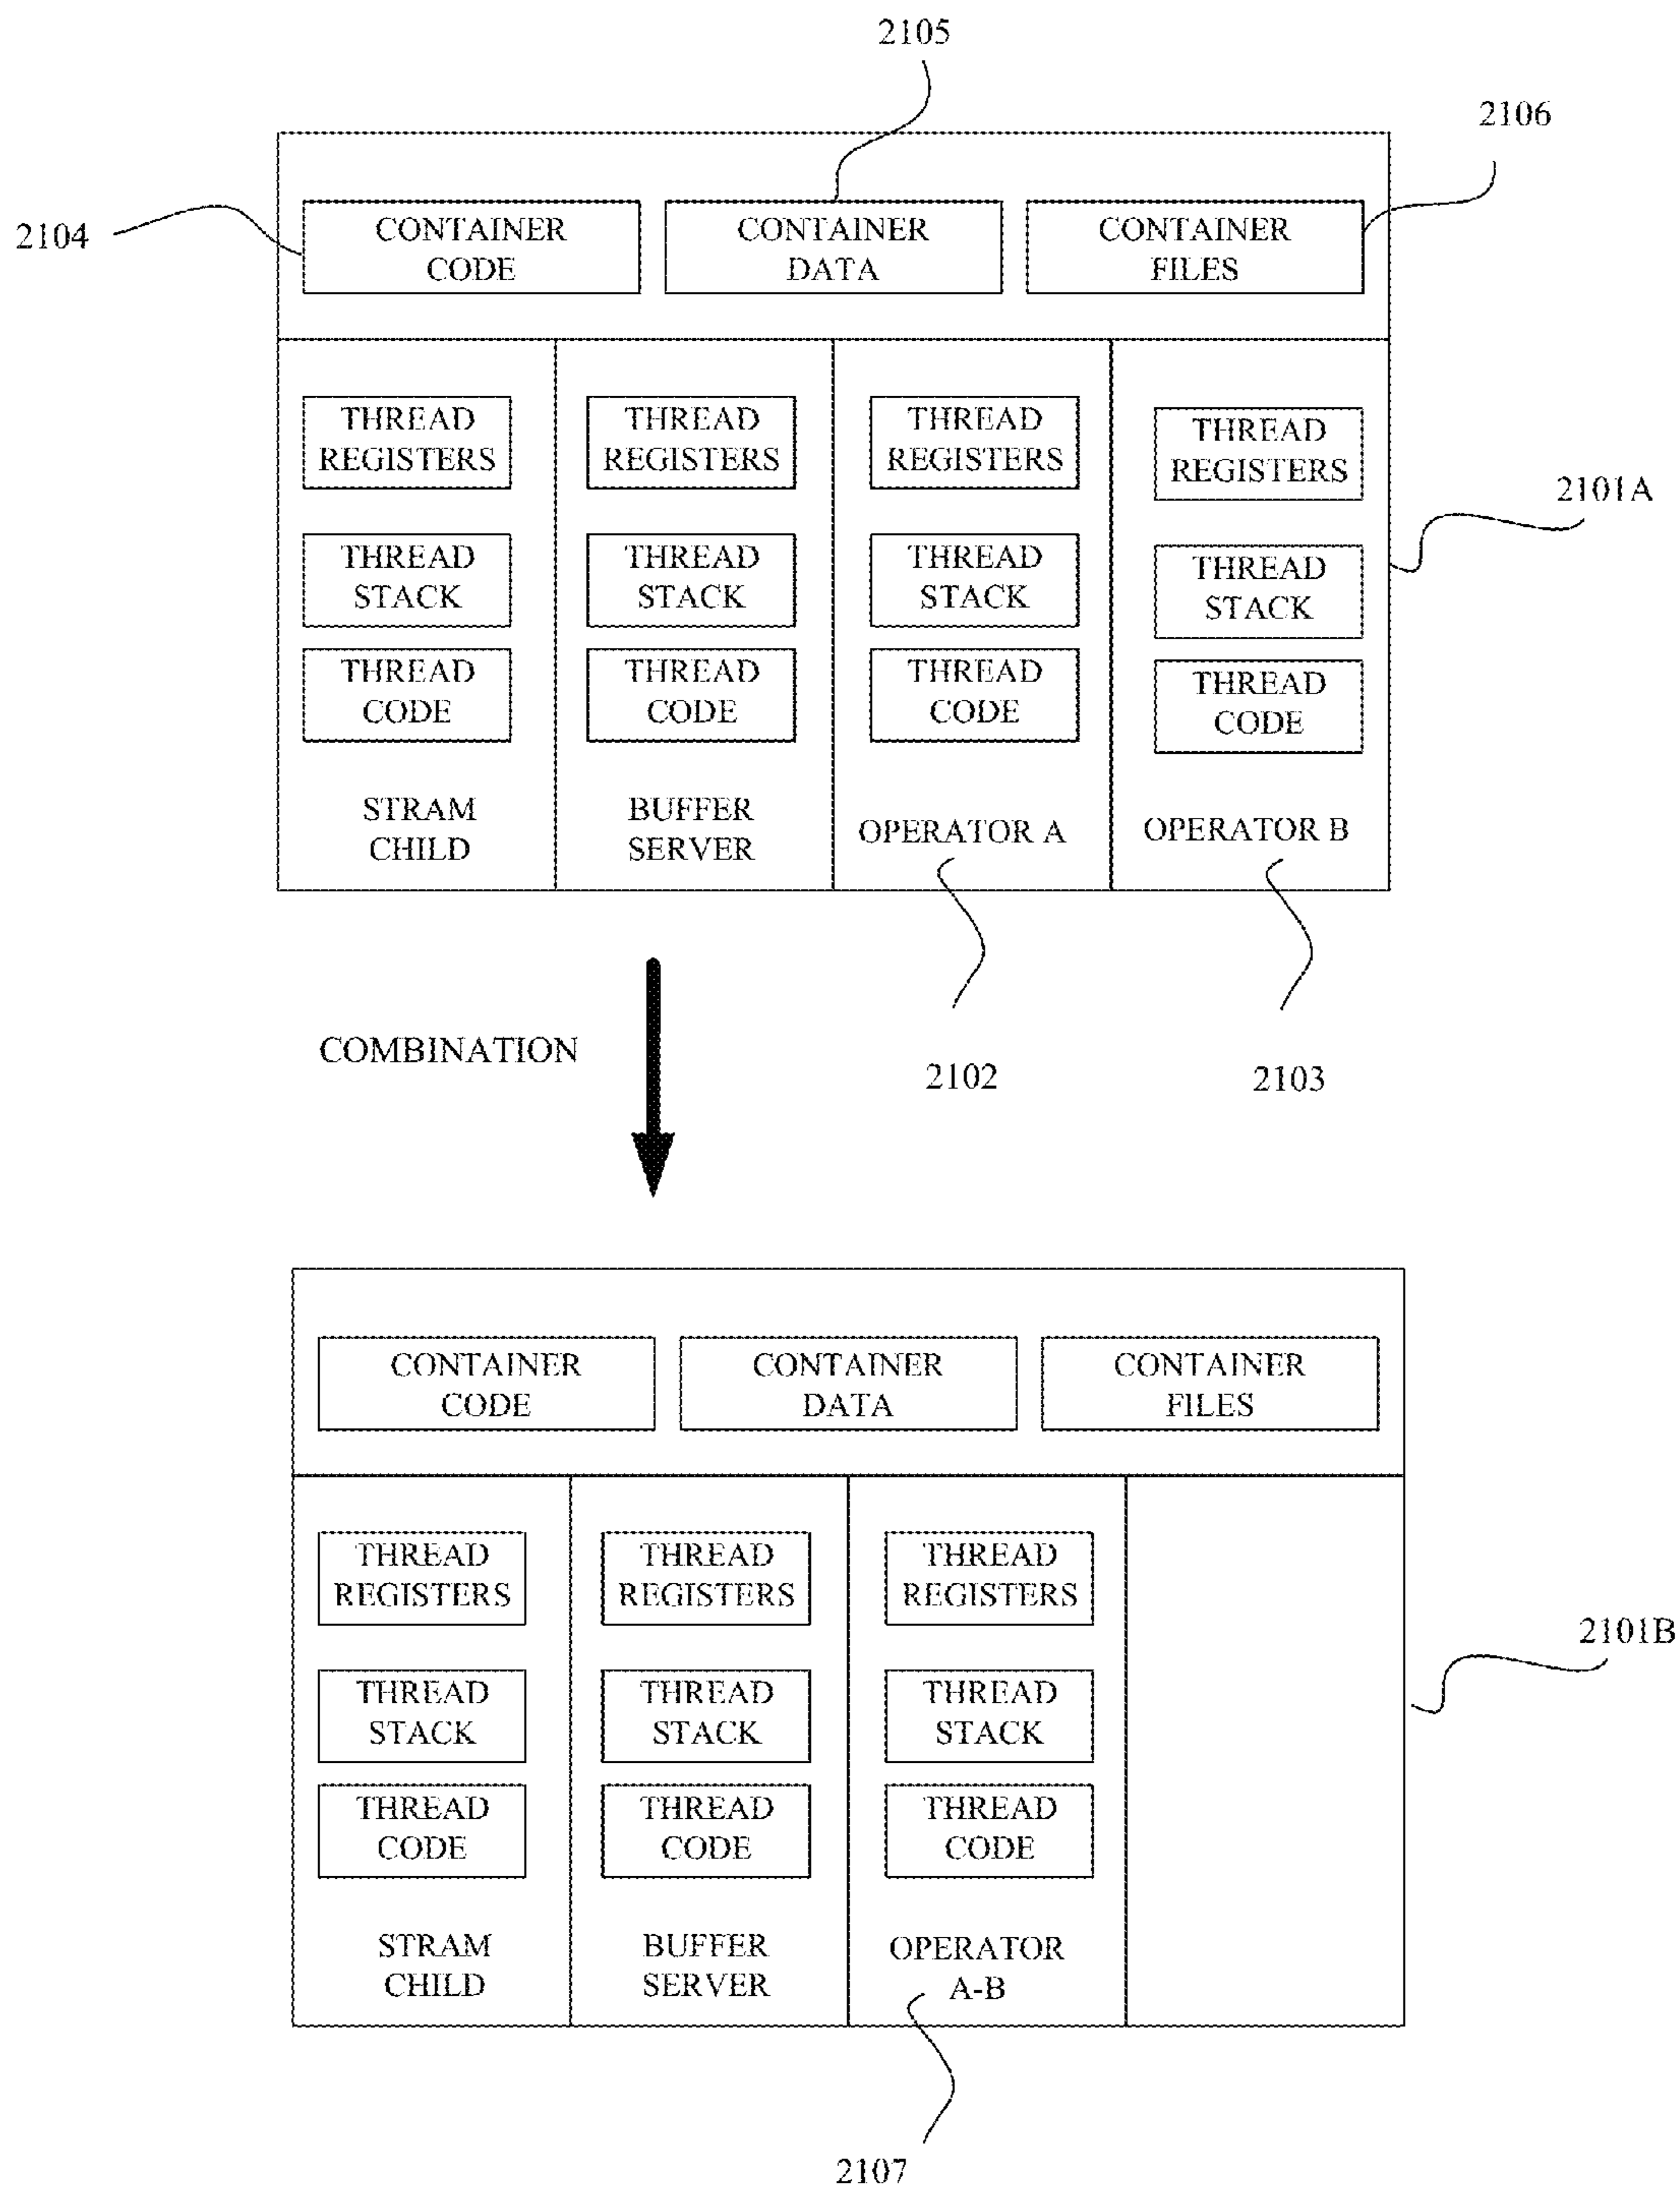 2105
2106
2104
CONTAINER
CODE
CONTAINER
DATA
CONTAINER
FILES
THREAD
REGISTERS
THREAD
REGISTERS
THREAD
REGISTERS
THREAD
REGISTERS
2101A
THREAD
STACK
THREAD
STACK
THREAD
STACK
THREAD
STACK
THREAD
CODE
THREAD
CODE
THREAD
CODE
THREAD
CODE
STRAM
CHILD
BUFFER
SERVER
OPERATOR A
OPERATOR B
COMBINATION
2102
2103
CONTAINER
CODE
CONTAINER
DATA
CONTAINER
FILES
THREAD
REGISTERS
THREAD
REGISTERS
THREAD
REGISTERS
2101B
THREAD
STACK
THREAD
STACK
THREAD
STACK
THREAD
CODE
THREAD
CODE
THREAD
CODE
STRAM
CHILD
BUFFER
SERVER
OPERATOR
A-B
2107